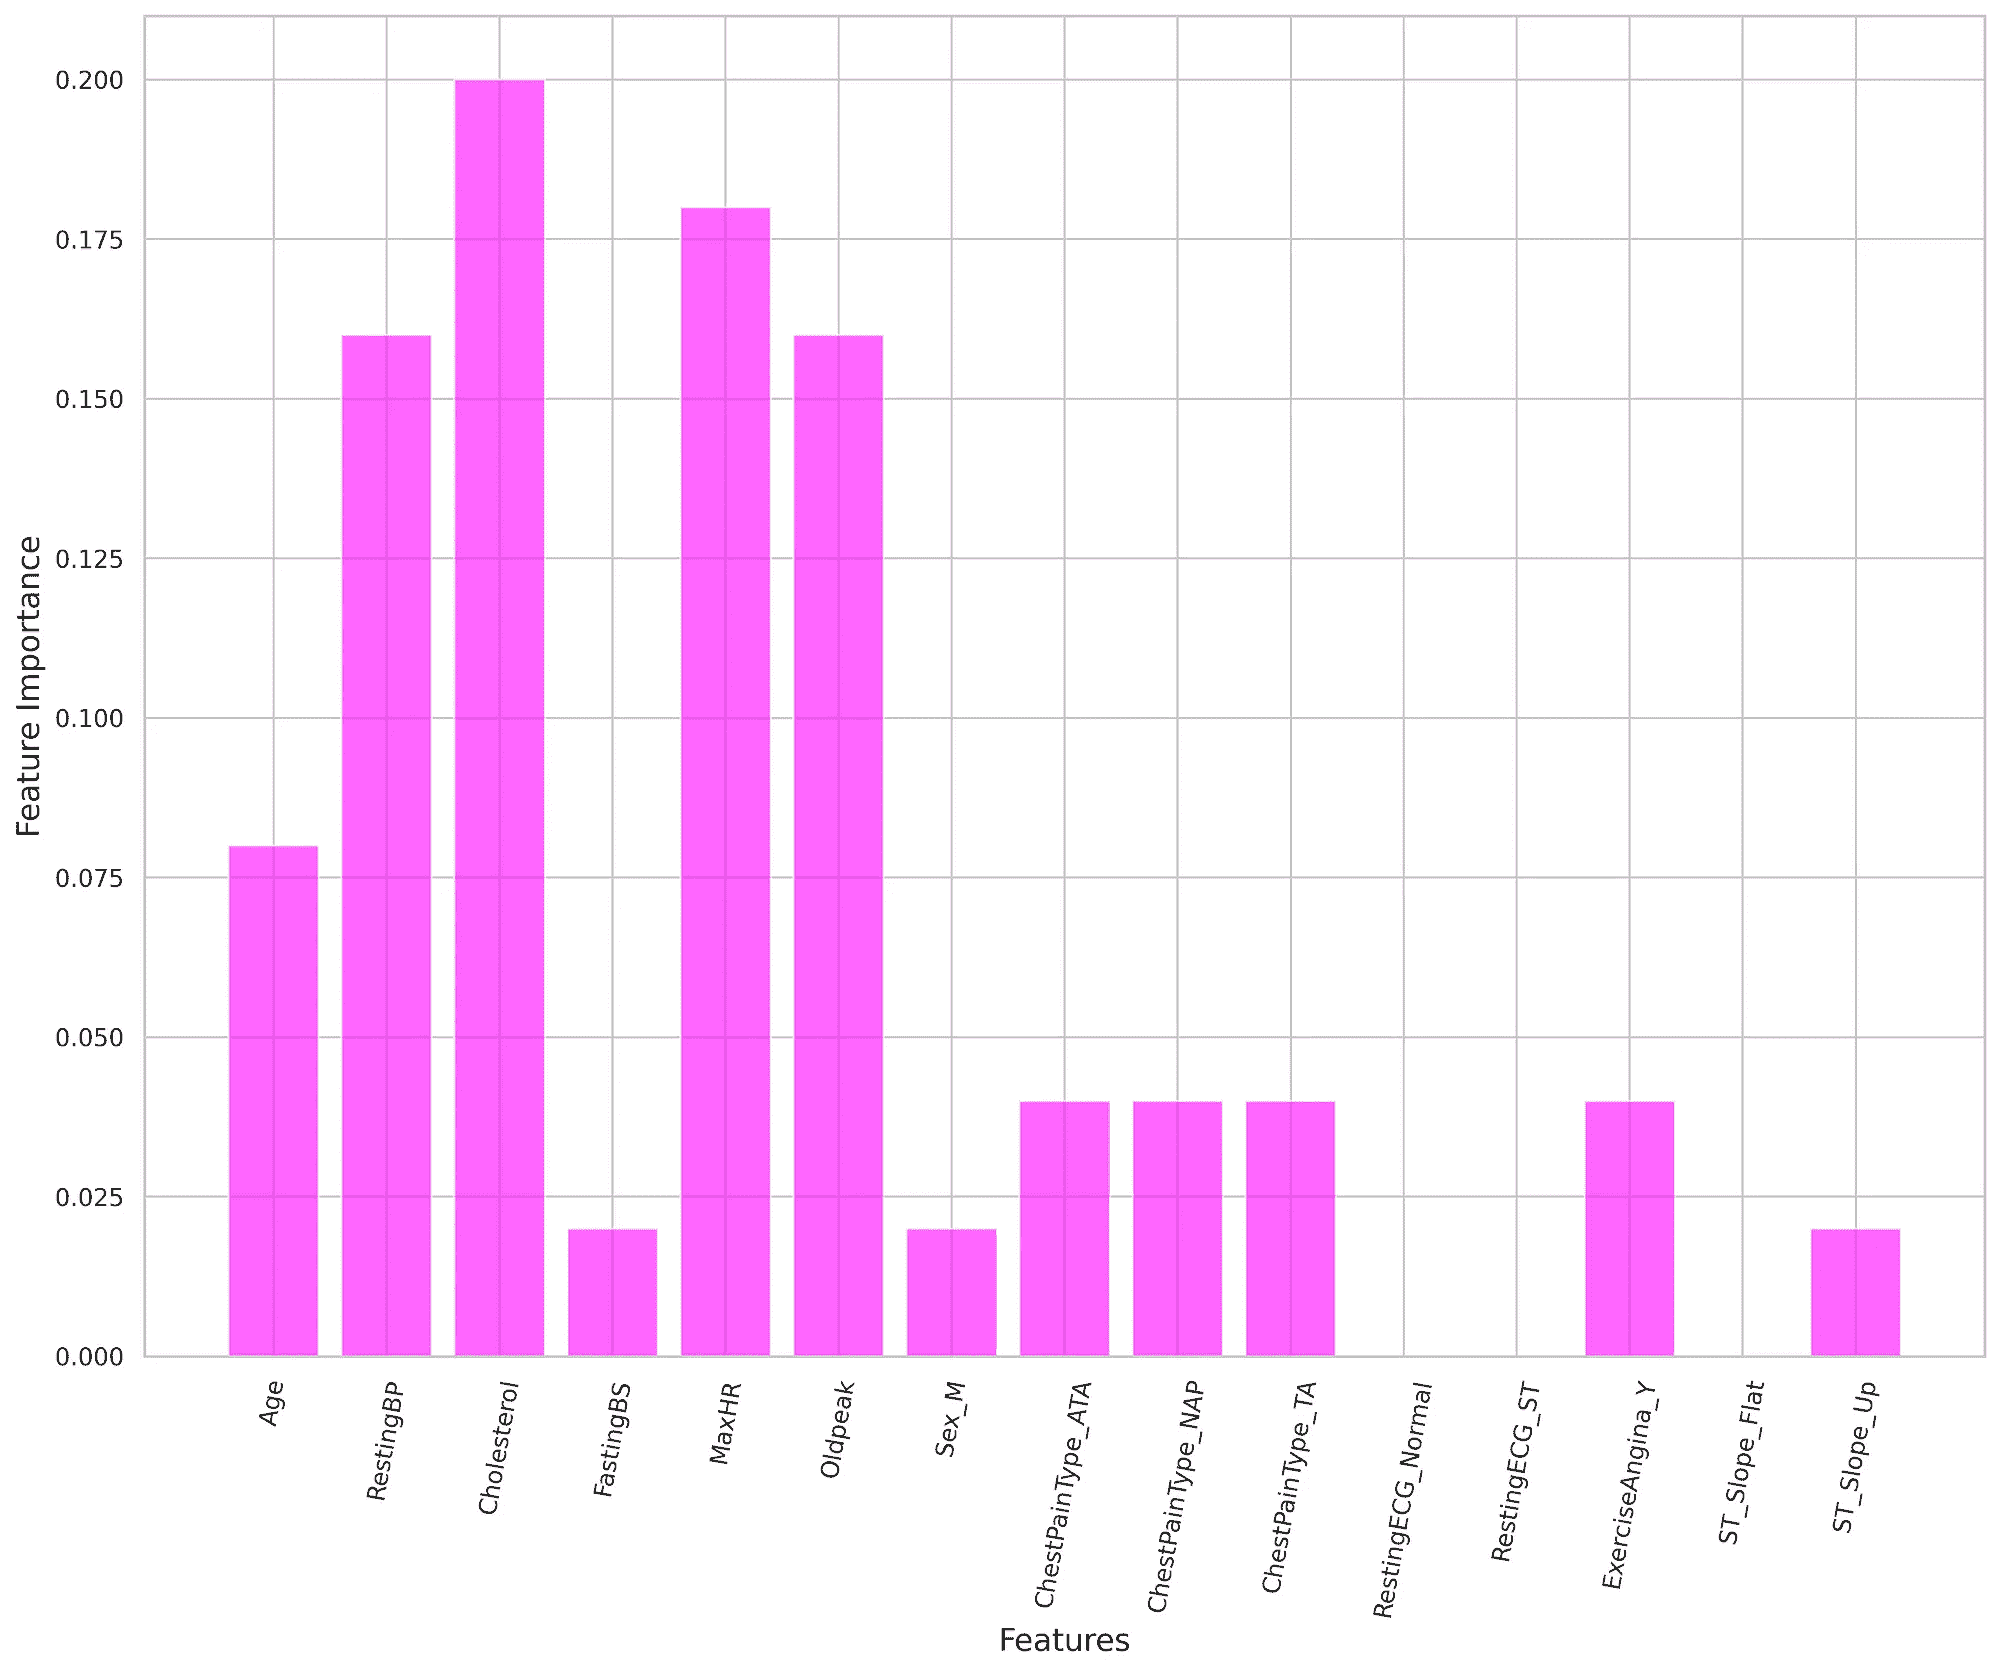 Feature Importance
0.200
0.175
0.150
0.125
0.100
0.075
0.050
0.025
0.000
Age
RestingBP
Cholesterol
FastingBS
MaxHR
Oldpeak
Sex_M
ChestPainType_ATA
ChestPainType_NAP
ChestPainType_TA
RestingECG_Normal
RestingECG_ST
ExerciseAngina_Y
ST_Slope_Flat
ST_Slope_Up
Features